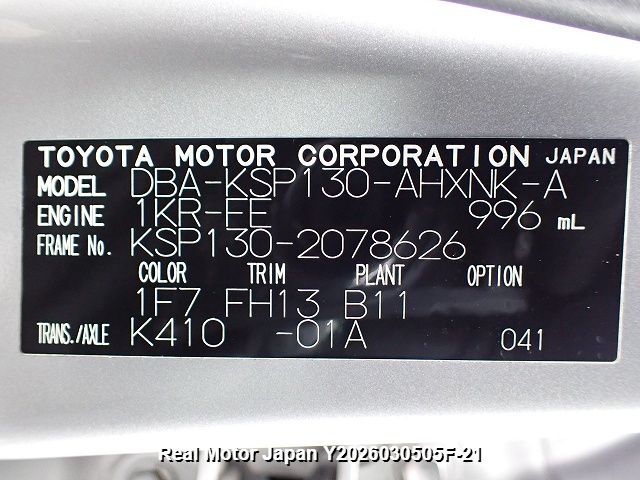 TOYOTA MOTOR CORPORATION JAPAN
MODEL DBA-KSP130-AHXNK-A
ENGINE 1KR-FE 996 mL
FRAME No. KSP130-2078626
COLOR TRIM PLANT OPTION
1F7 FH13 B11
TRANS./AXLE K410 -01A 041
Real Motor Japan Y2026030505F-21